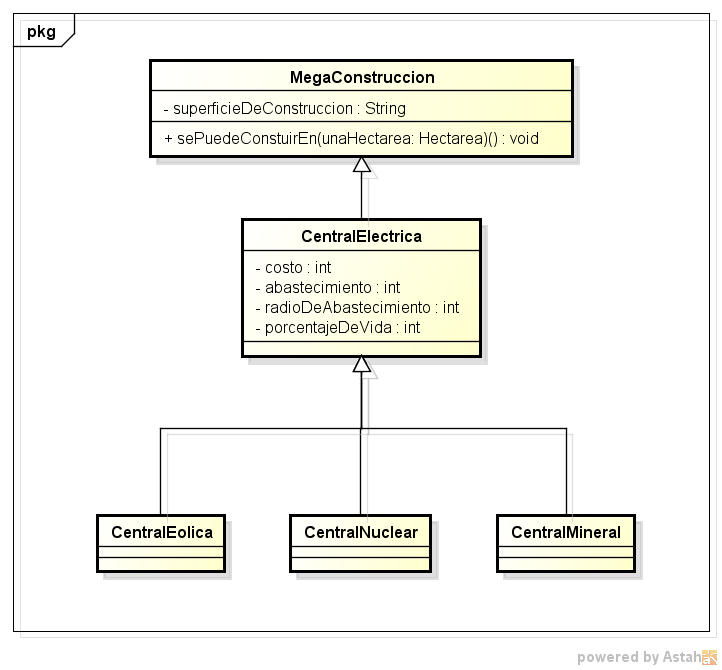 pkg
MegaConstruccion
- superficieDeConstruccion : String
+ sePuedeConstuirEn(unaHectarea: Hectarea)() : void
CentralElectrica
- costo : int
- abastecimiento : int
- radioDeAbastecimiento : int
- porcentajeDeVida : int
CentralEolica
CentralNuclear
CentralMineral
powered by Astah